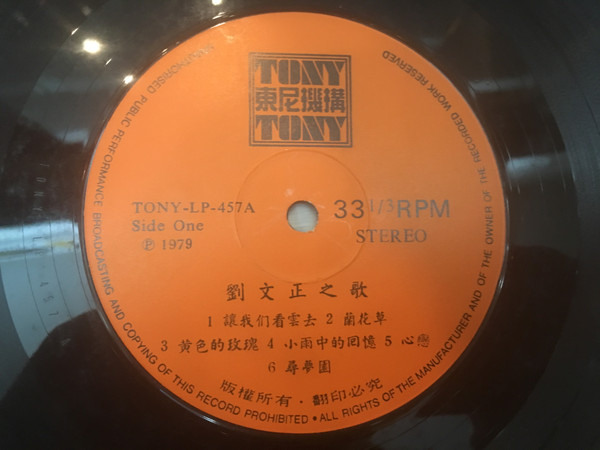 TONY
東尼機構
TONY
TONY-LP-457A
Side One
Ⓟ 1979
33 1/3 RPM
STEREO
劉文正之歌
1 讓我们看雲去 2 蘭花草
3 黄色的玫瑰 4 小雨中的回憶 5 心戀
6 尋夢園
版權所有·翻印必究
UNAUTHORISED PUBLIC PERFORMANCE BROADCASTING AND COPYING OF THIS RECORD PROHIBITED • ALL RIGHTS OF THE MANUFACTURER AND OF THE OWNER OF THE RECORDED WORK RESERVED